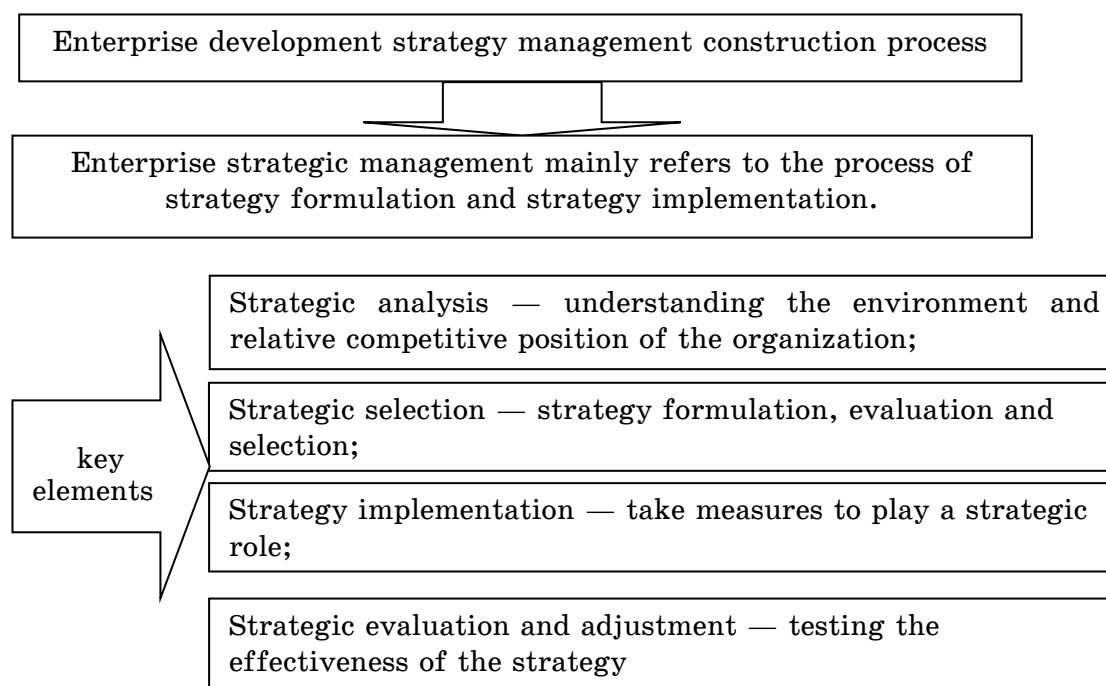 Enterprise development strategy management construction process
Enterprise strategic management mainly refers to the process of
strategy formulation and strategy implementation.
key
elements
Strategic analysis — understanding the environment and
relative competitive position of the organization;
Strategic selection — strategy formulation, evaluation and
selection;
Strategy implementation — take measures to play a strategic
role;
Strategic evaluation and adjustment — testing the
effectiveness of the strategy